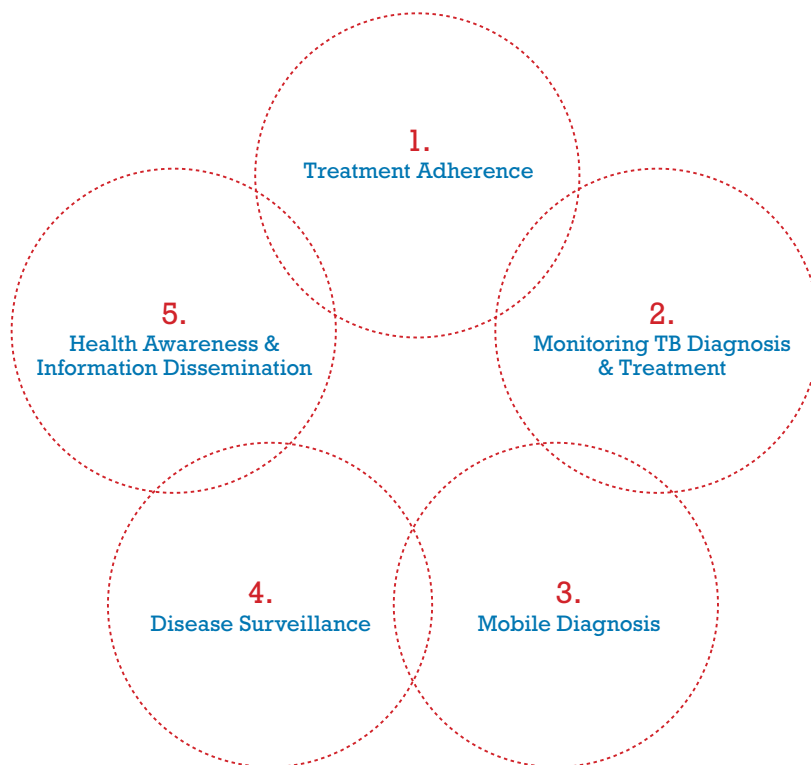 1.
Treatment Adherence
2.
Monitoring TB Diagnosis
& Treatment
3.
Mobile Diagnosis
4.
Disease Surveillance
5.
Health Awareness &
Information Dissemination